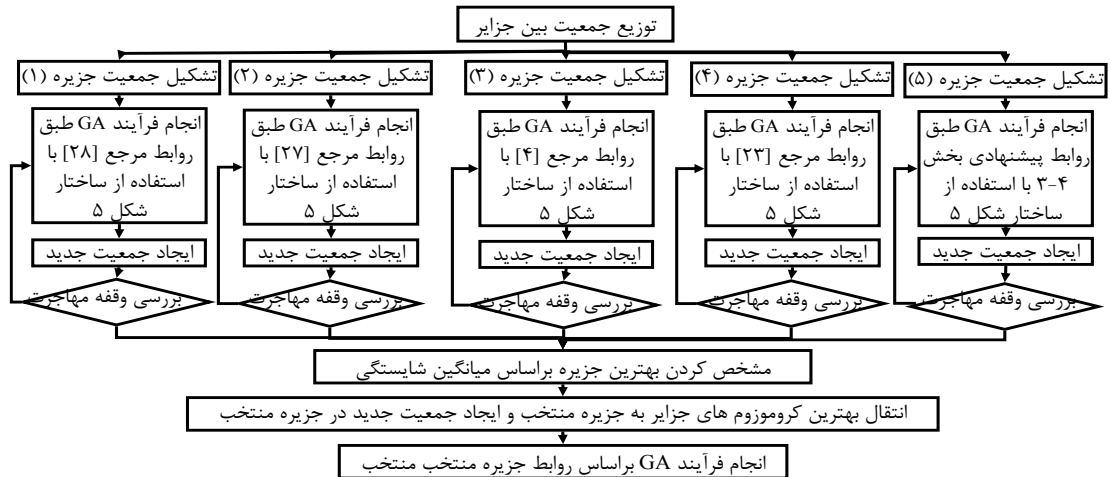 توزیع جمعیت بین جزایر
تشکیل جمعیت جزیره (۱)
تشکیل جمعیت جزیره (۲)
تشکیل جمعیت جزیره (۳)
تشکیل جمعیت جزیره (۴)
تشکیل جمعیت جزیره (۵)
انجام فرآیند GA طبق
روابط مرجع [۲۸] با
استفاده از ساختار
شکل ۵
انجام فرآیند GA طبق
روابط مرجع [۲۷] با
استفاده از ساختار
شکل ۵
انجام فرآیند GA طبق
روابط مرجع [۴] با
استفاده از ساختار
شکل ۵
انجام فرآیند GA طبق
روابط مرجع [۲۳] با
استفاده از ساختار
شکل ۵
انجام فرآیند GA طبق
روابط پیشنهادی بخش
۳-۴ با استفاده از
ساختار شکل ۵
ایجاد جمعیت جدید
ایجاد جمعیت جدید
ایجاد جمعیت جدید
ایجاد جمعیت جدید
ایجاد جمعیت جدید
بررسی وقفه مهاجرت
بررسی وقفه مهاجرت
بررسی وقفه مهاجرت
بررسی وقفه مهاجرت
بررسی وقفه مهاجرت
مشخص کردن بهترین جزیره براساس میانگین شایستگی
انتقال بهترین کروموزوم های جزایر به جزیره منتخب و ایجاد جمعیت جدید در جزیره منتخب
انجام فرآیند GA براساس روابط جزیره منتخب منتخب